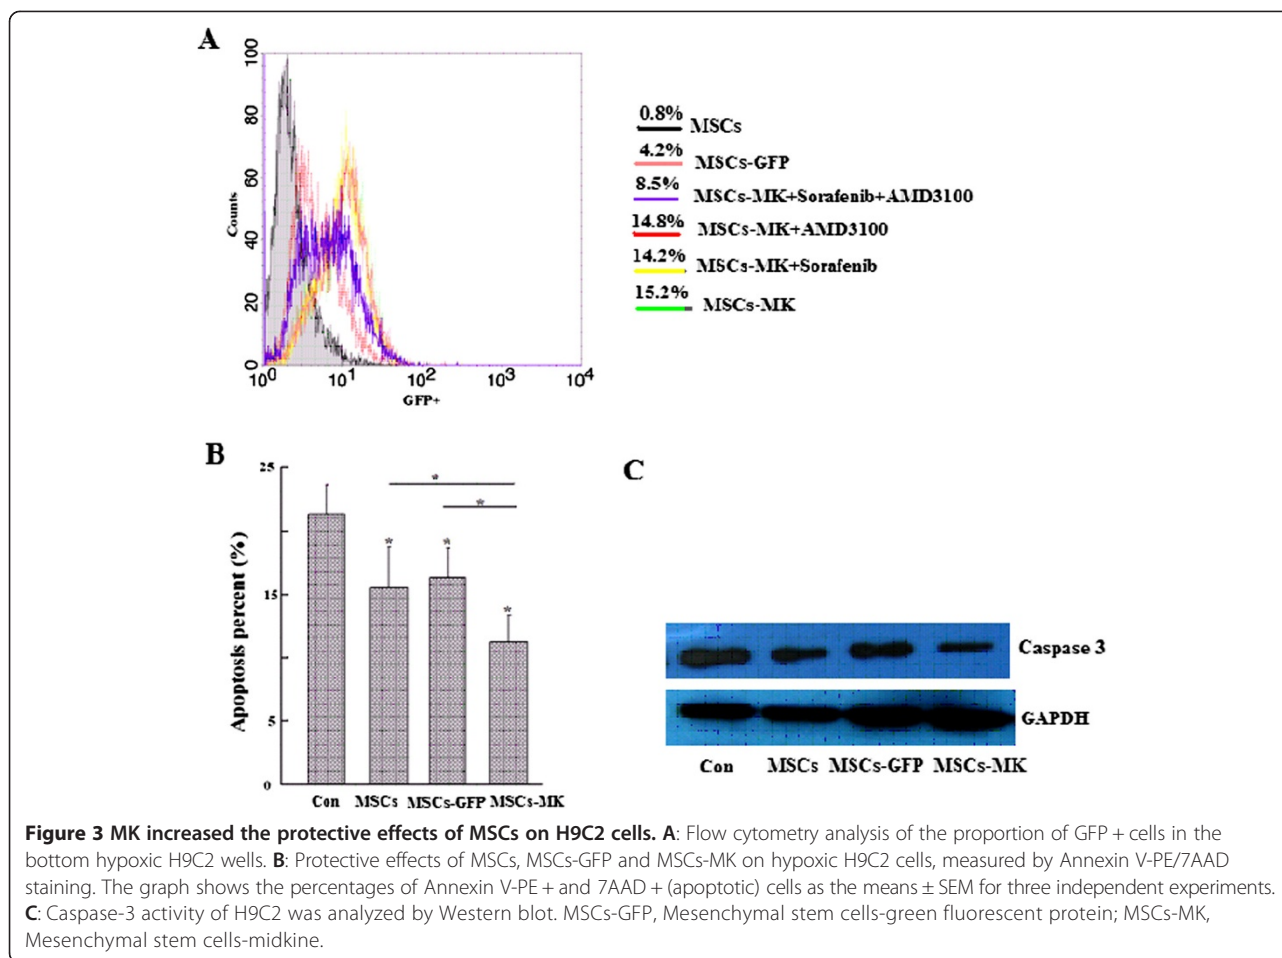 A
100
80
60
40
20
0
Counts
10^0 10^1 10^2 10^3 10^4
GFP+
0.8% MSCs
4.2% MSCs-GFP
8.5% MSCs-MK+Sorafenib+AMD3100
14.8% MSCs-MK+AMD3100
14.2% MSCs-MK+Sorafenib
15.2% MSCs-MK
B
25
15
5
0
Apoptosis percent (%)
*
*
*
*
*
Con MSCs MSCs-GFP MSCs-MK
C
Caspase 3
GAPDH
Con MSCs MSCs-GFP MSCs-MK
Figure 3 MK increased the protective effects of MSCs on H9C2 cells. A: Flow cytometry analysis of the proportion of GFP + cells in the
bottom hypoxic H9C2 wells. B: Protective effects of MSCs, MSCs-GFP and MSCs-MK on hypoxic H9C2 cells, measured by Annexin V-PE/7AAD
staining. The graph shows the percentages of Annexin V-PE + and 7AAD + (apoptotic) cells as the means ± SEM for three independent experiments.
C: Caspase-3 activity of H9C2 was analyzed by Western blot. MSCs-GFP, Mesenchymal stem cells-green fluorescent protein; MSCs-MK,
Mesenchymal stem cells-midkine.